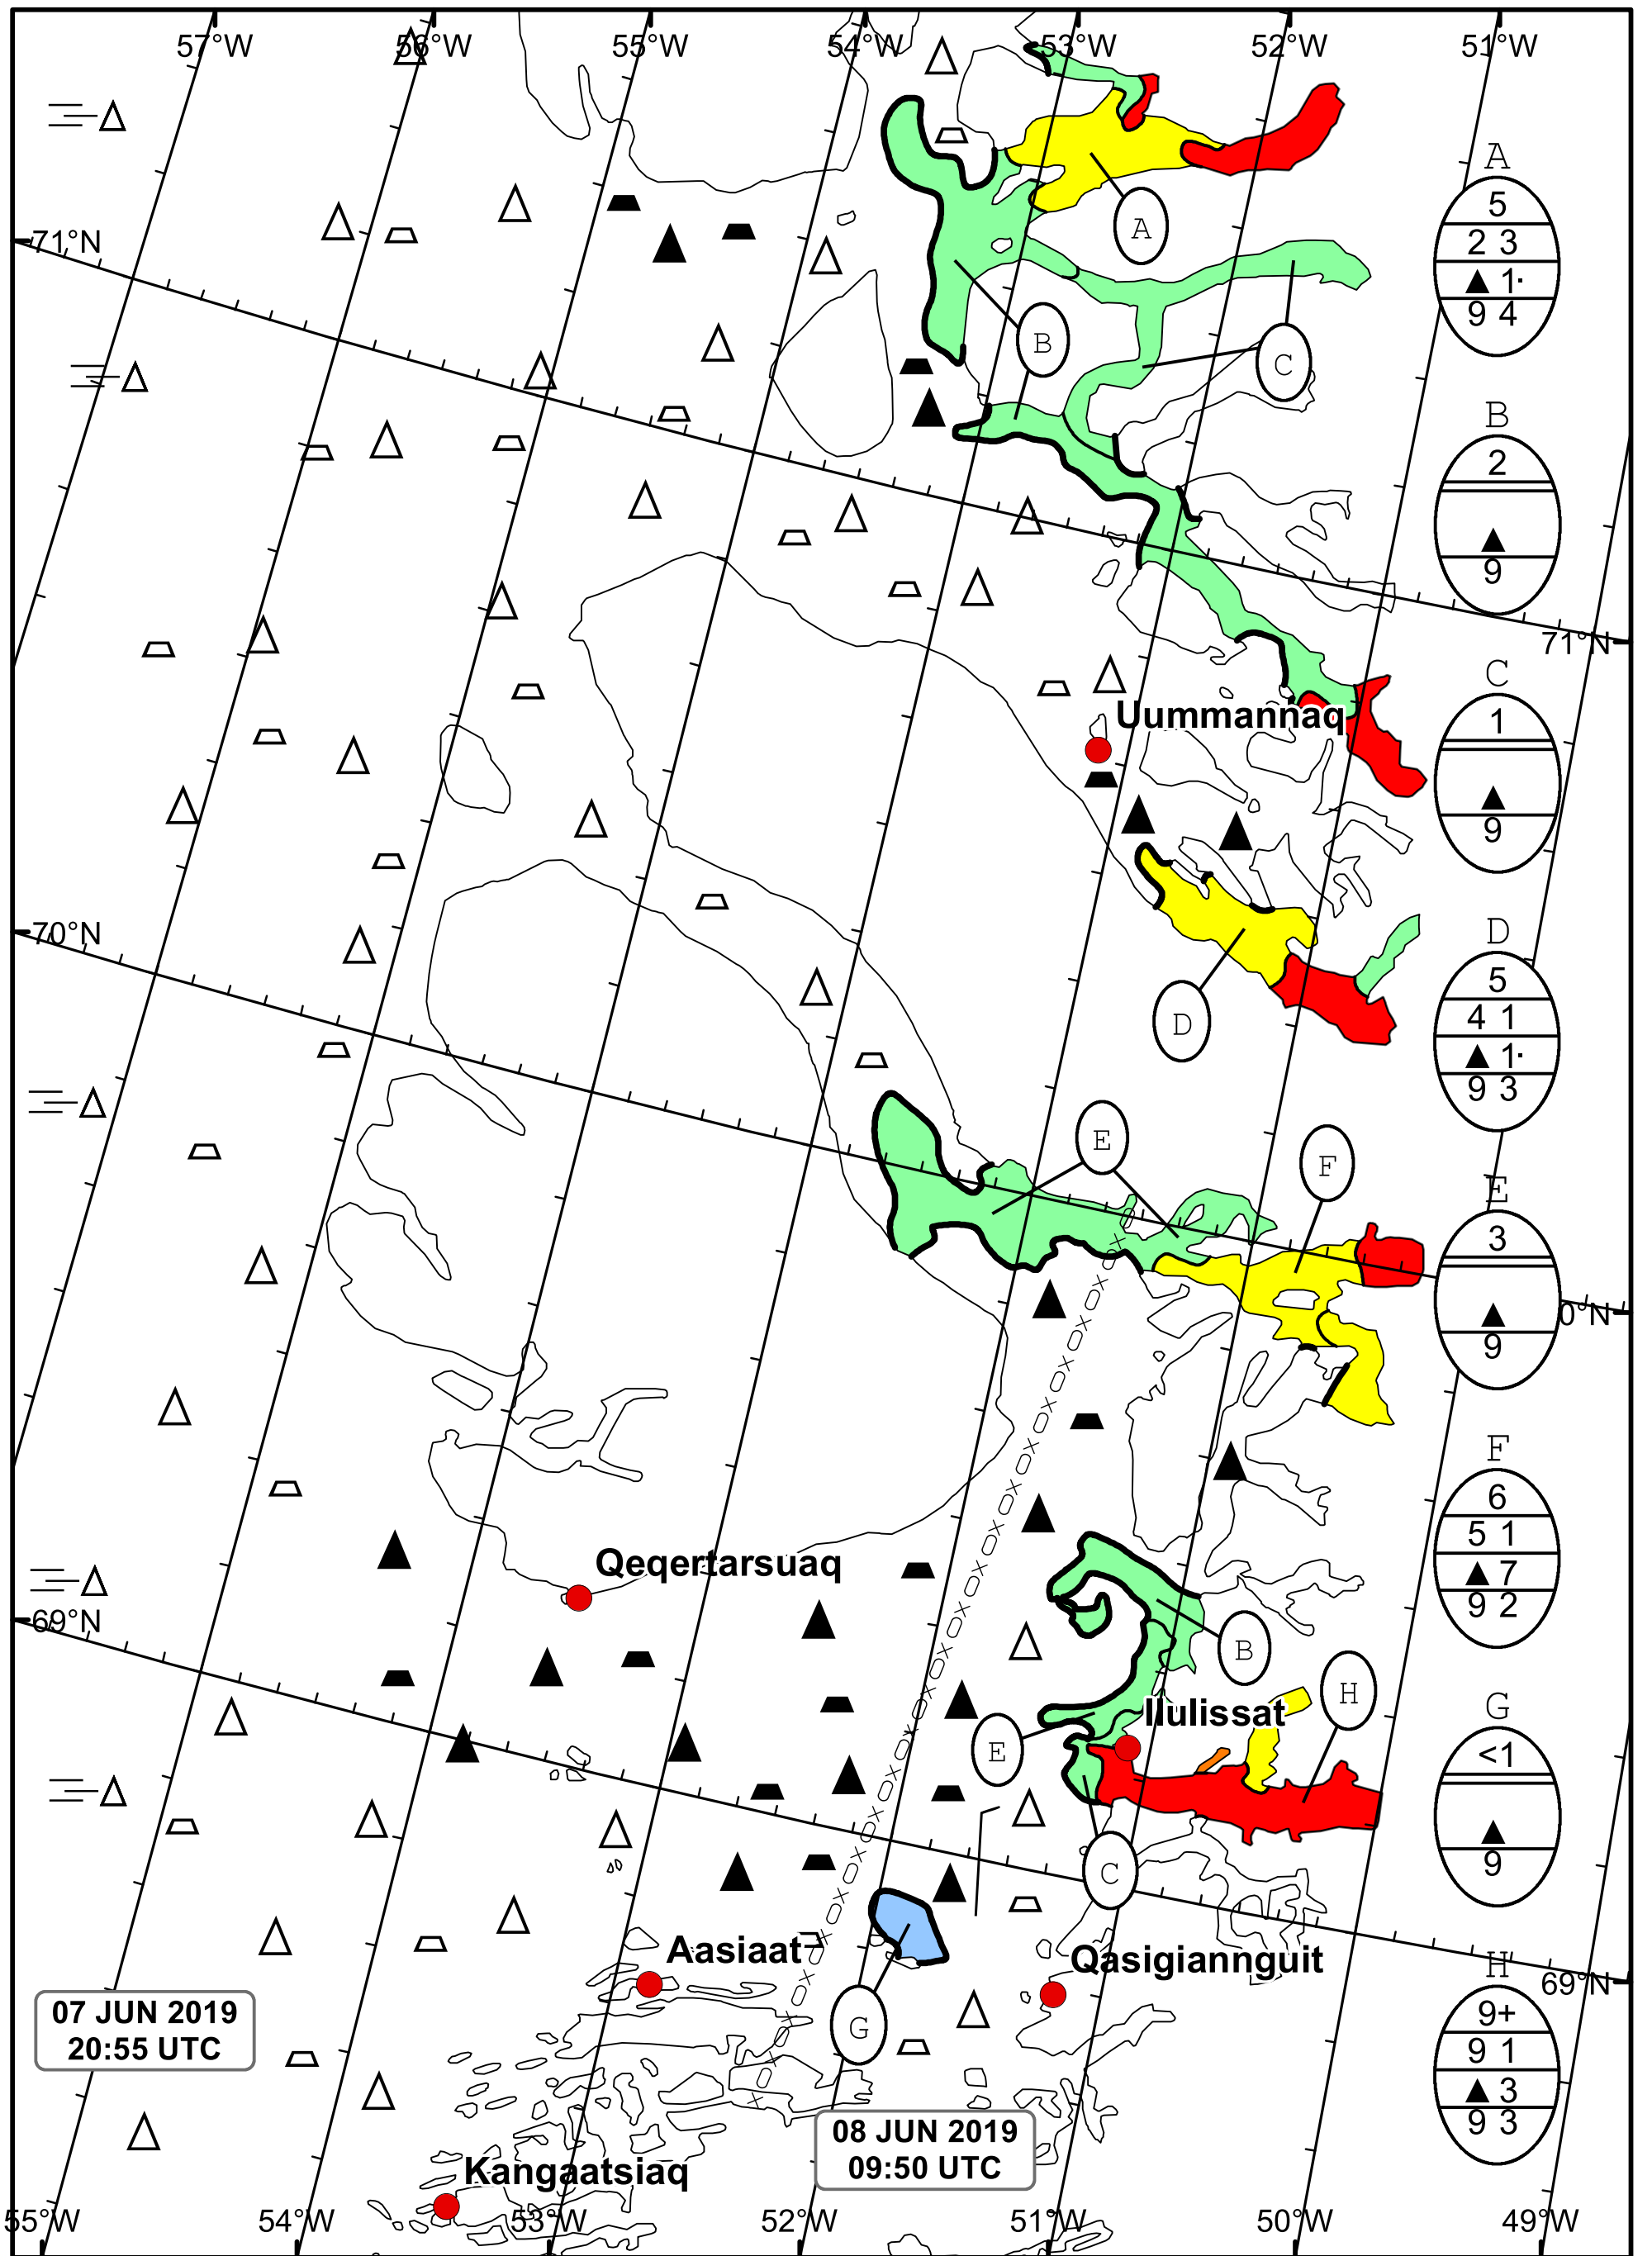 57°W 56°W 55°W 54°W 53°W 52°W 51°W
71°N
A
5
2 3
▲ 1·
9 4
A
B
C
B
2
▲
9
71°N
C
1
▲
9
Uummannaq
70°N
D
5
4 1
▲ 1·
9 3
D
E
F
E
3
▲
9
0°N
F
6
5 1
▲ 7
9 2
Qeqertarsuaq
69°N
B
H
Ilulissat
E
G
<1
▲
9
C
Aasiaat
Qasigiannguit
69°N
G
H
9+
9 1
▲ 3
9 3
07 JUN 2019
20:55 UTC
08 JUN 2019
09:50 UTC
Kangaatsiaq
55°W 54°W 53°W 52°W 51°W 50°W 49°W